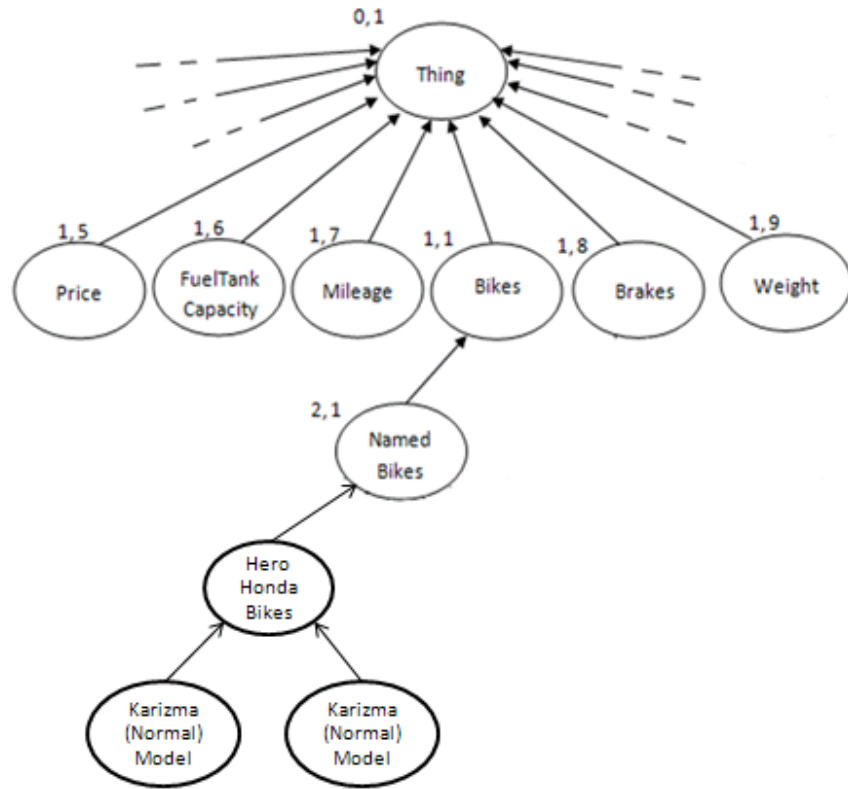 0, 1
Thing
1, 5
1, 6
1, 7
1, 1
1, 8
1, 9
Price
FuelTank
Capacity
Mileage
Bikes
Brakes
Weight
2, 1
Named
Bikes
Hero
Honda
Bikes
Karizma
(Normal)
Model
Karizma
(Normal)
Model